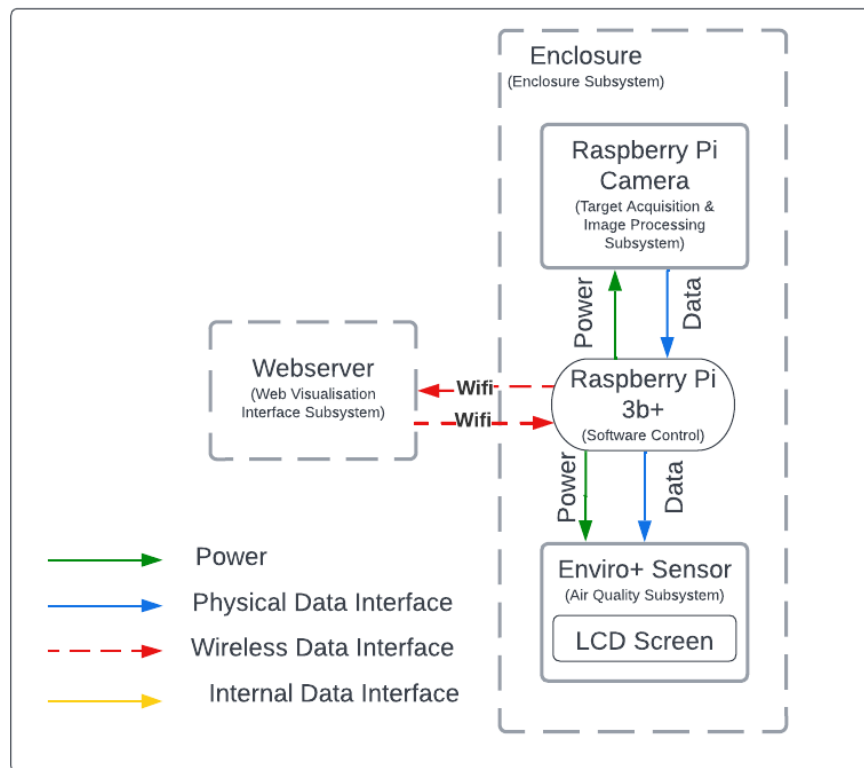 Enclosure
(Enclosure Subsystem)
Raspberry Pi
Camera
(Target Acquisition &
Image Processing
Subsystem)
Power
Data
Webserver
(Web Visualisation
Interface Subsystem)
Wifi
Wifi
Raspberry Pi
3b+
(Software Control)
Power
Data
Enviro+ Sensor
(Air Quality Subsystem)
LCD Screen
Power
Physical Data Interface
Wireless Data Interface
Internal Data Interface